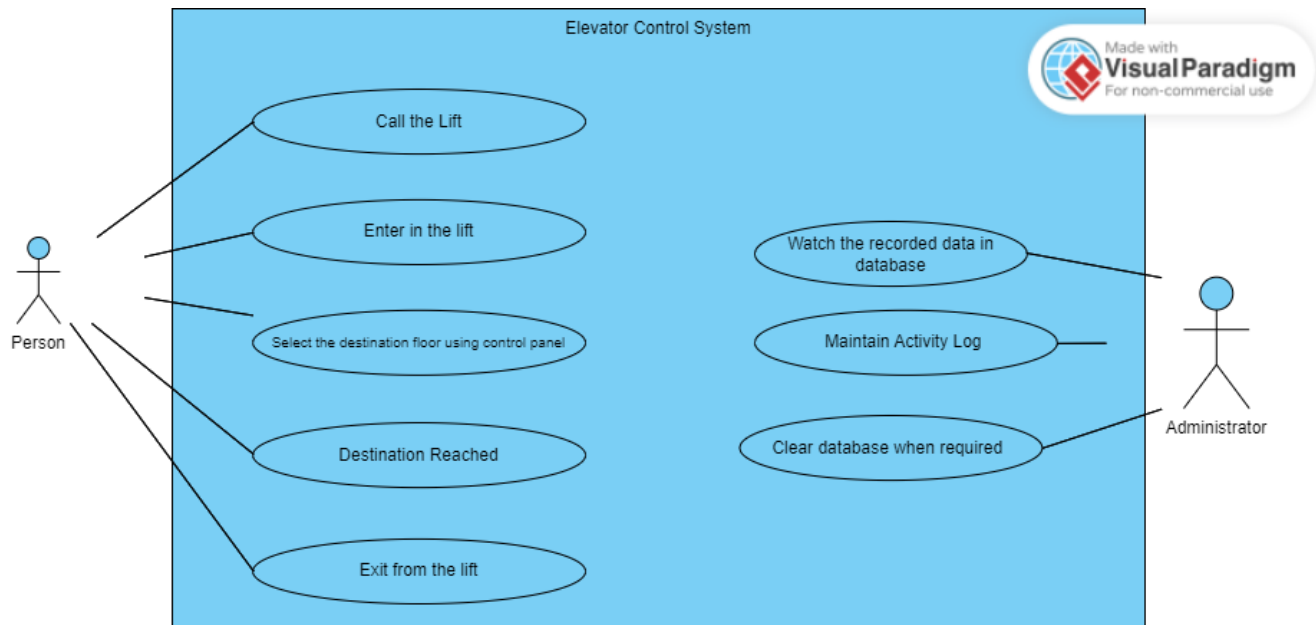 Elevator Control System
Made with
Visual Paradigm
For non-commercial use
Call the Lift
Enter in the lift
Select the destination floor using control panel
Destination Reached
Exit from the lift
Person
Watch the recorded data in
database
Maintain Activity Log
Clear database when required
Administrator